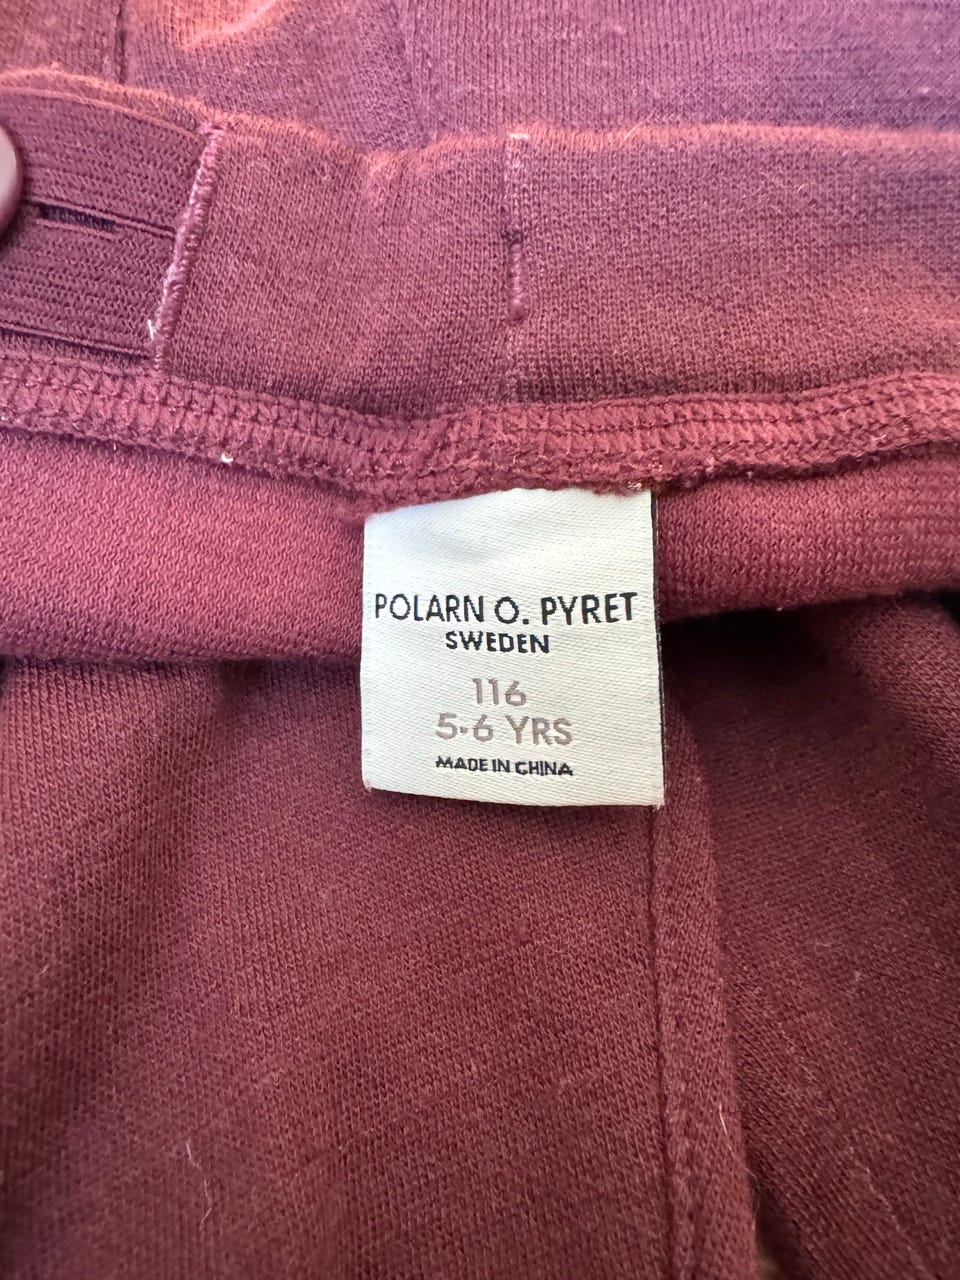 POLARN O. PYRET
SWEDEN
116
5-6 YRS
MADE IN CHINA